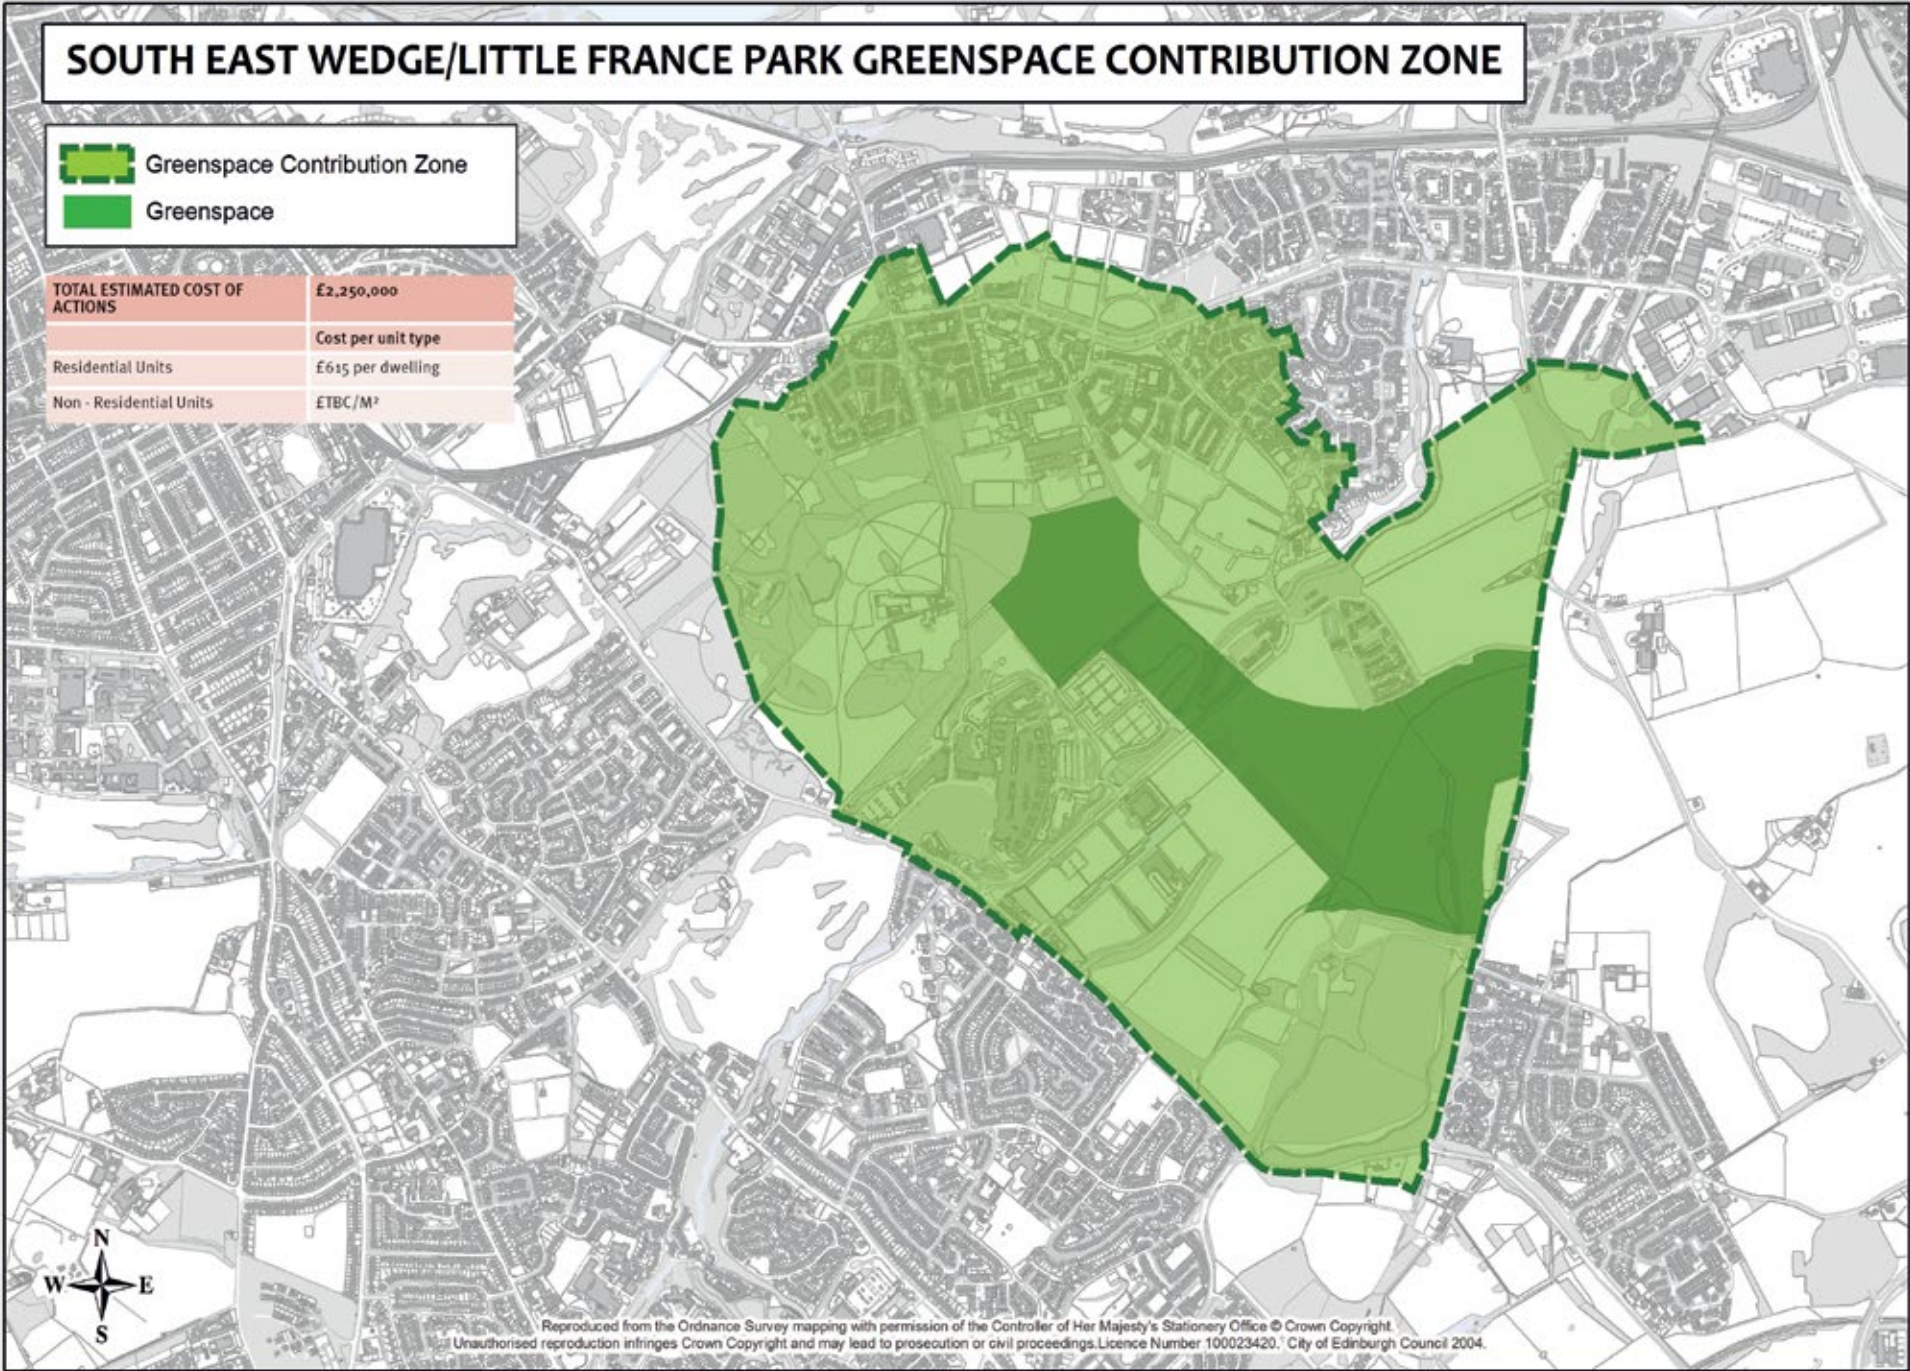 SOUTH EAST WEDGE/LITTLE FRANCE PARK GREENSPACE CONTRIBUTION ZONE
Greenspace Contribution Zone
Greenspace
TOTAL ESTIMATED COST OF ACTIONS £2,250,000
Cost per unit type
Residential Units £615 per dwelling
Non - Residential Units £TBC/M²
N
W E
S
Reproduced from the Ordnance Survey mapping with permission of the Controller of Her Majesty's Stationery Office © Crown Copyright.
Unauthorised reproduction infringes Crown Copyright and may lead to prosecution or civil proceedings.Licence Number 100023420. City of Edinburgh Council 2004.